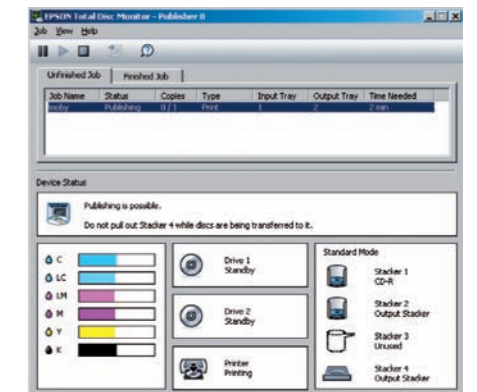 EPSON Total Disc Monitor - Publisher II
Job View Help
Unfinished Job Finished Job
Job Name Status Copies Type Input Tray Output Tray Time Needed
moby Publishing 0 / 1 Print 1 2 2 min
Device Status
Publishing is possible.
Do not pull out Stacker 4 while discs are being transferred to it.
C
LC
LM
M
Y
K
Drive 1
Standby
Drive 2
Standby
Printer
Printing
Standard Mode
Stacker 1
CD-R
Stacker 2
Output Stacker
Stacker 3
Unused
Stacker 4
Output Stacker